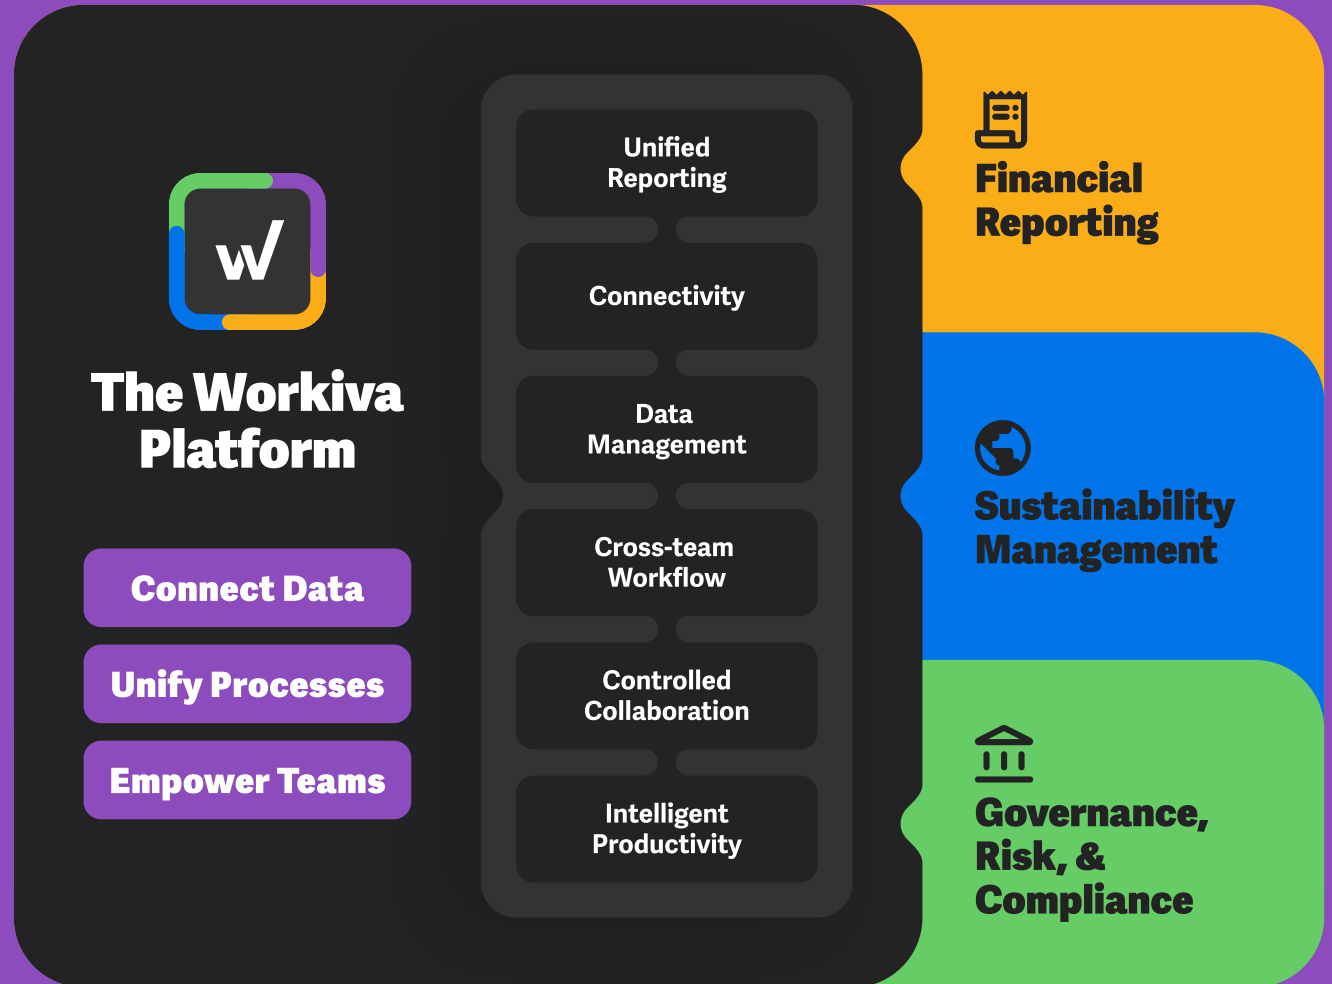 The Workiva
Platform
Connect Data
Unify Processes
Empower Teams
Unified
Reporting
Connectivity
Data
Management
Cross-team
Workflow
Controlled
Collaboration
Intelligent
Productivity
Financial
Reporting
Sustainability
Management
Governance,
Risk, &
Compliance